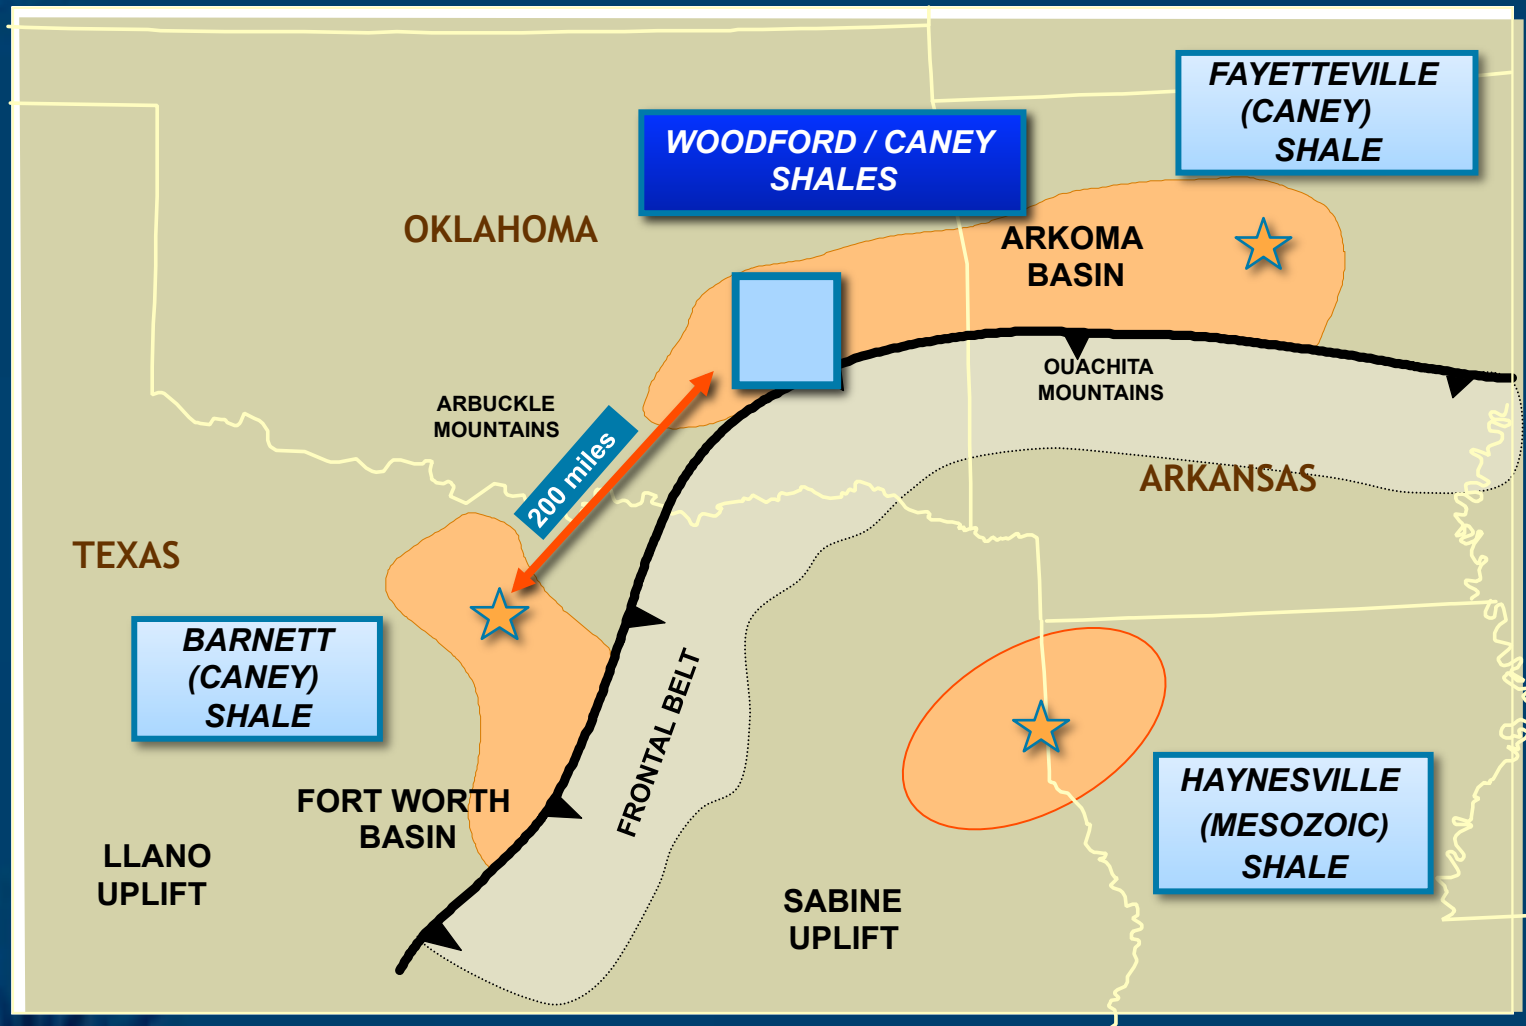 FAYETTEVILLE
(CANEY)
SHALE
WOODFORD / CANEY
SHALES
OKLAHOMA
ARKOMA
BASIN
OUACHITA
MOUNTAINS
ARBUCKLE
MOUNTAINS
200 miles
ARKANSAS
TEXAS
BARNETT
(CANEY)
SHALE
FRONTAL BELT
FORT WORTH
BASIN
HAYNESVILLE
(MESOZOIC)
SHALE
LLANO
UPLIFT
SABINE
UPLIFT